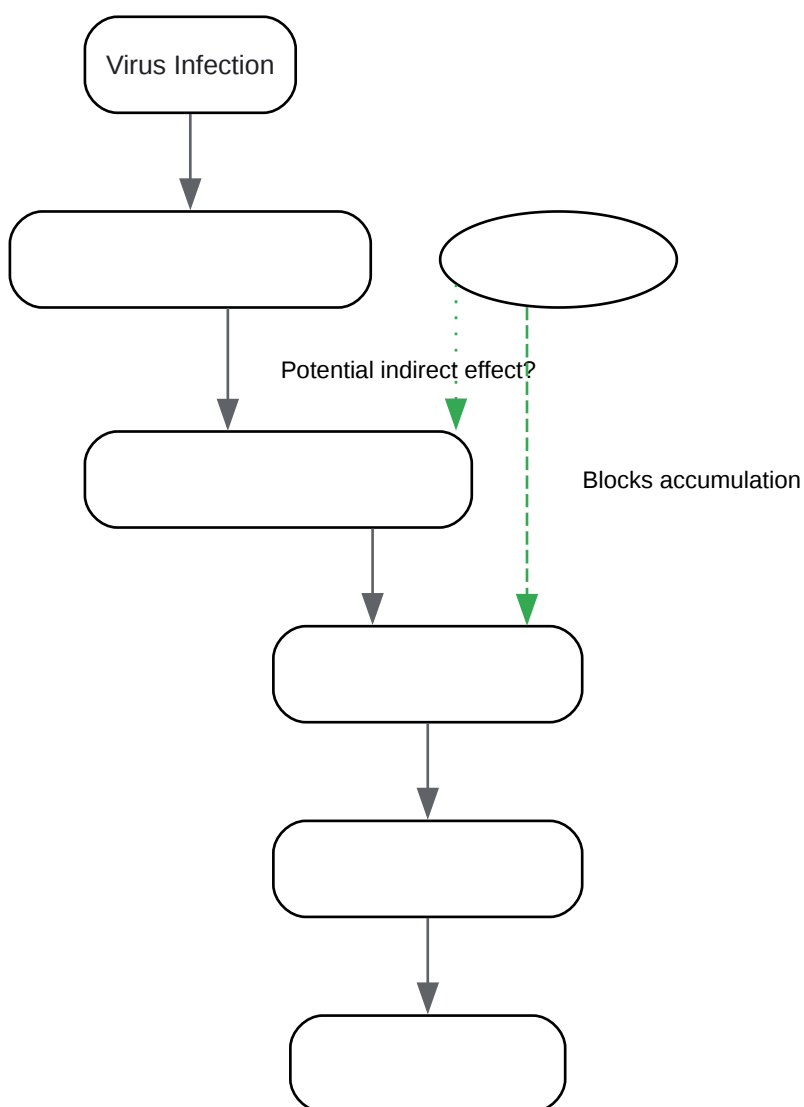 Virus Infection
Potential indirect effect?
Blocks accumulation